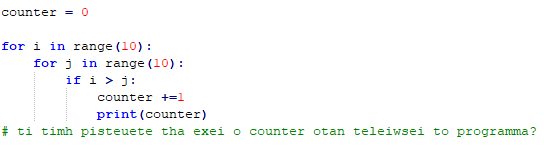 counter = 0
for i in range(10):
    for j in range(10):
        if i > j:
            counter +=1
            print(counter)
# ti timh pisteuete tha exei o counter otan teleiwsei to programma?